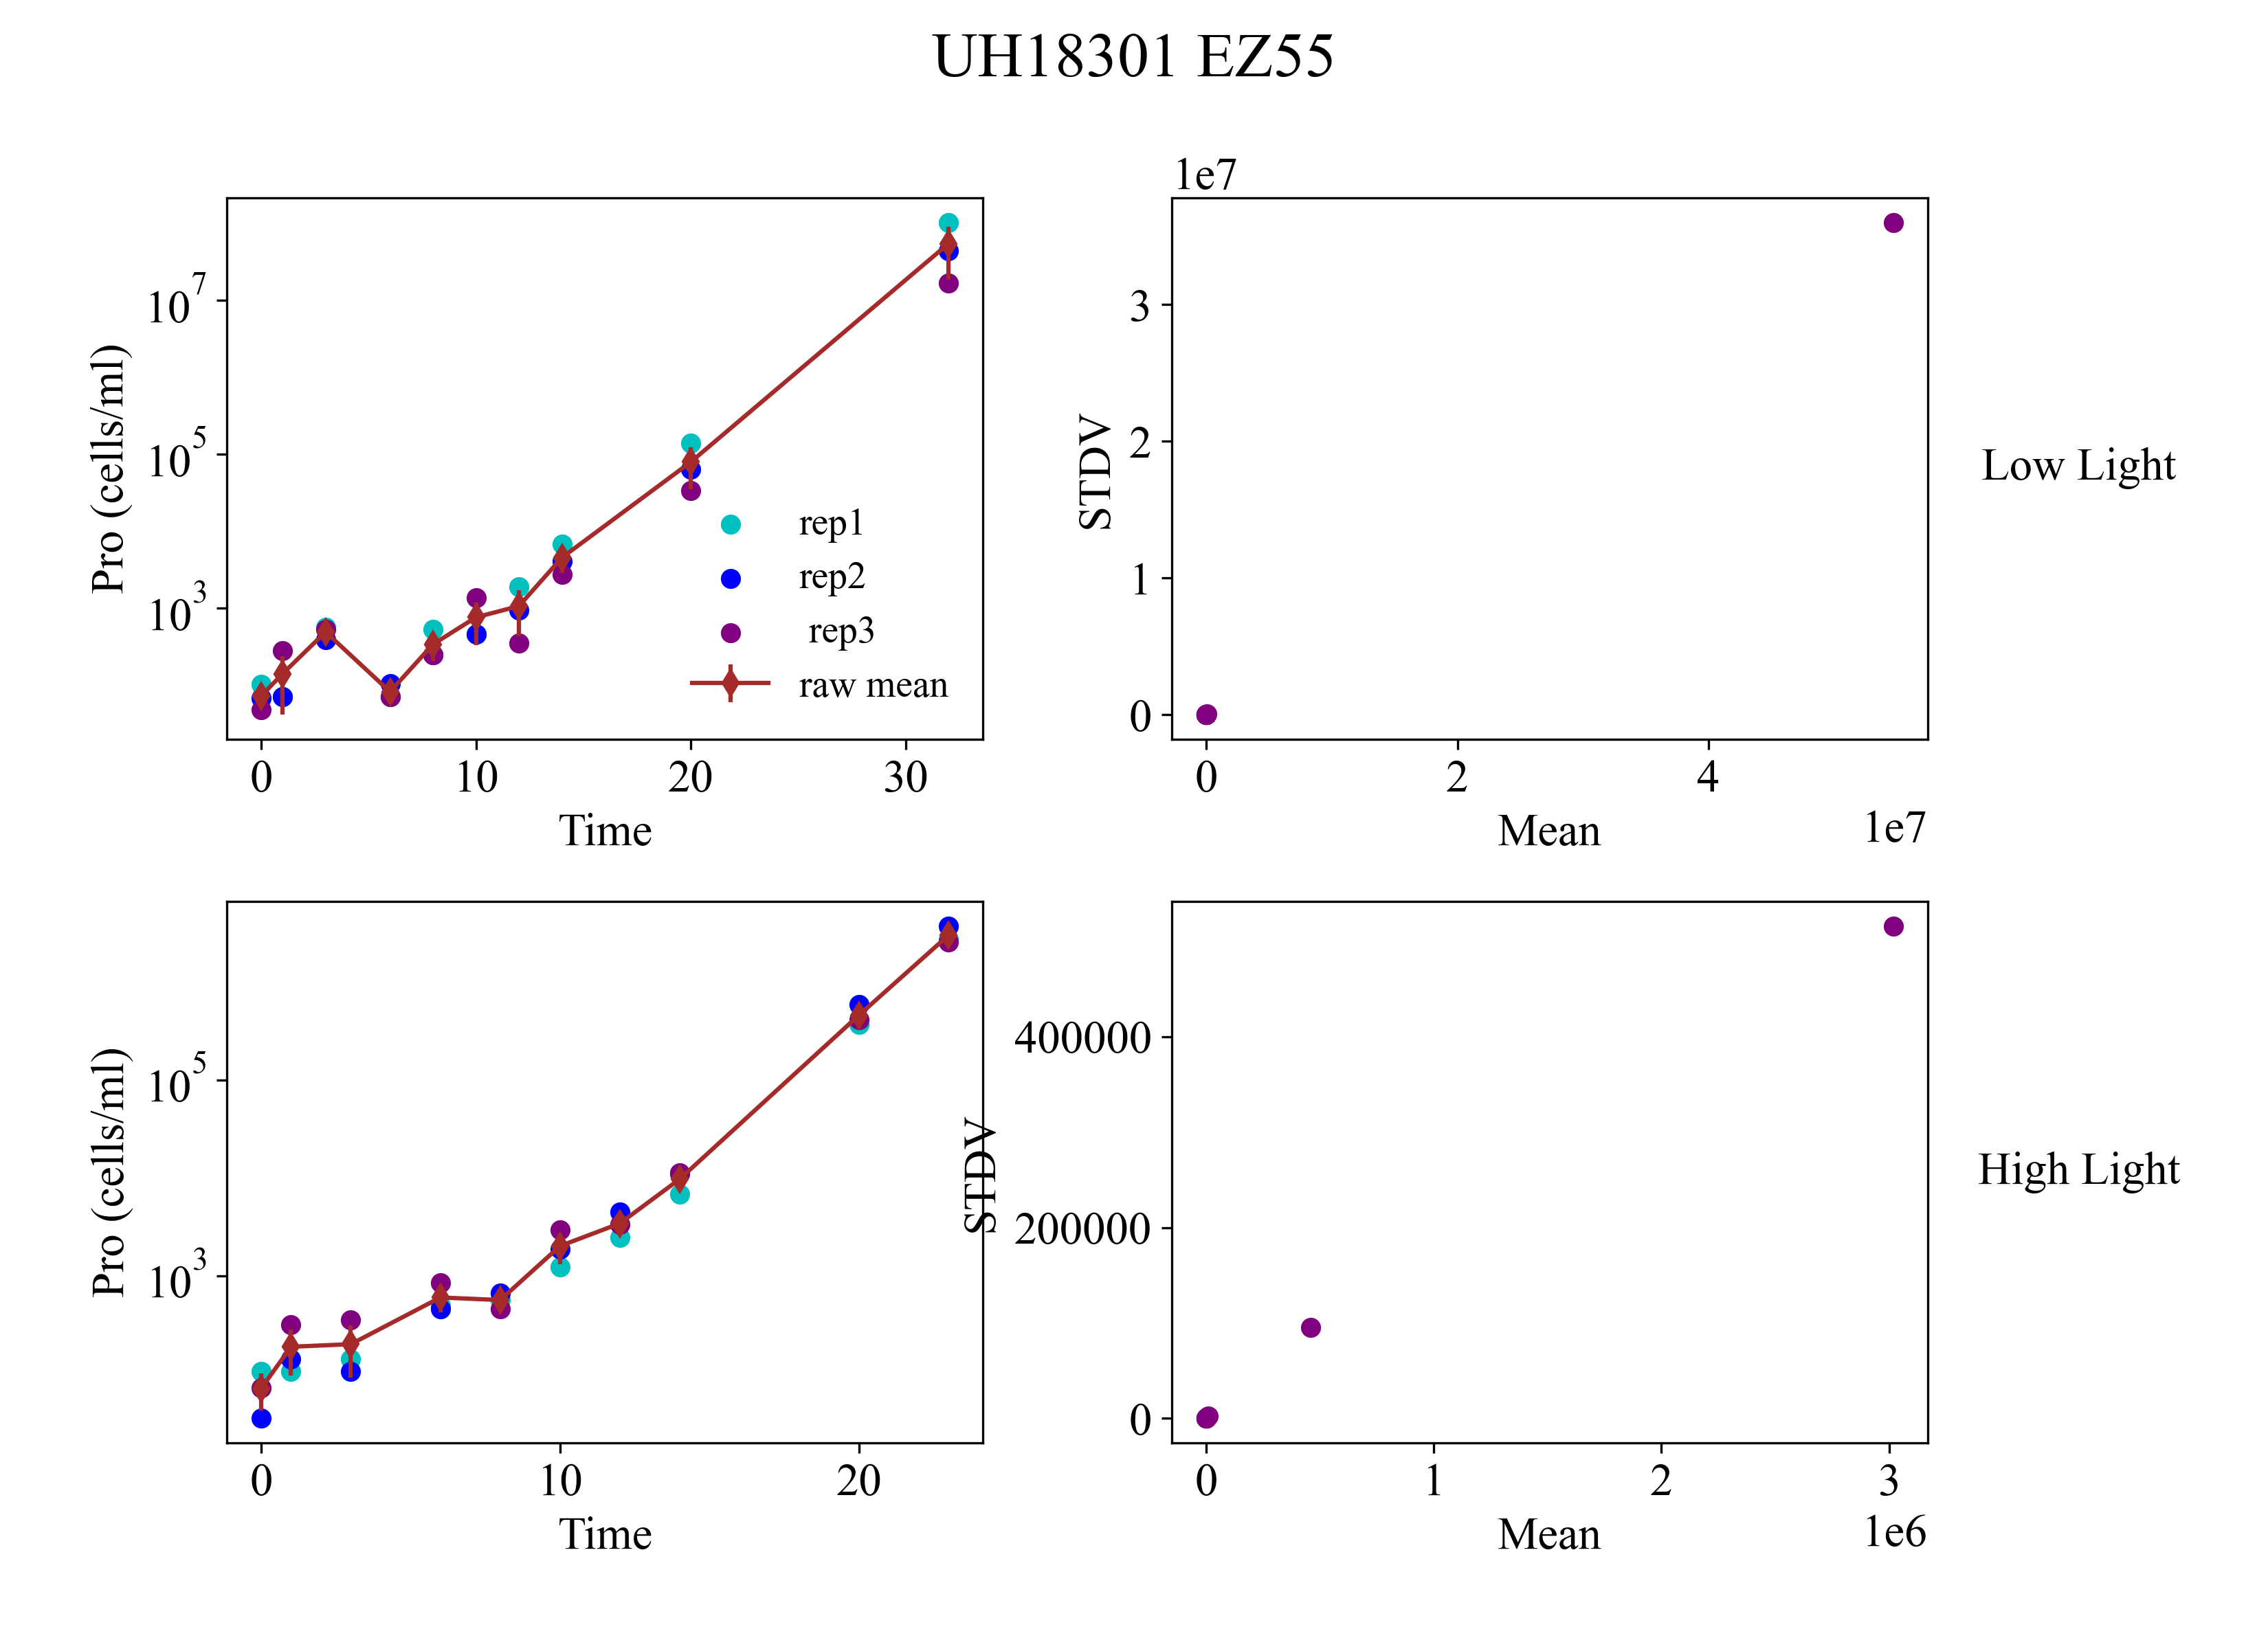 UH18301 EZ55
1e7
10^7
10^5
10^3
Pro (cells/ml)
rep1
rep2
rep3
raw mean
0 10 20 30
Time
3
2
1
0
STDV
0 2 4
Mean
1e7
Low Light
10^5
10^3
Pro (cells/ml)
0 10 20
Time
400000
200000
0
STDV
0 1 2 3
Mean
1e6
High Light